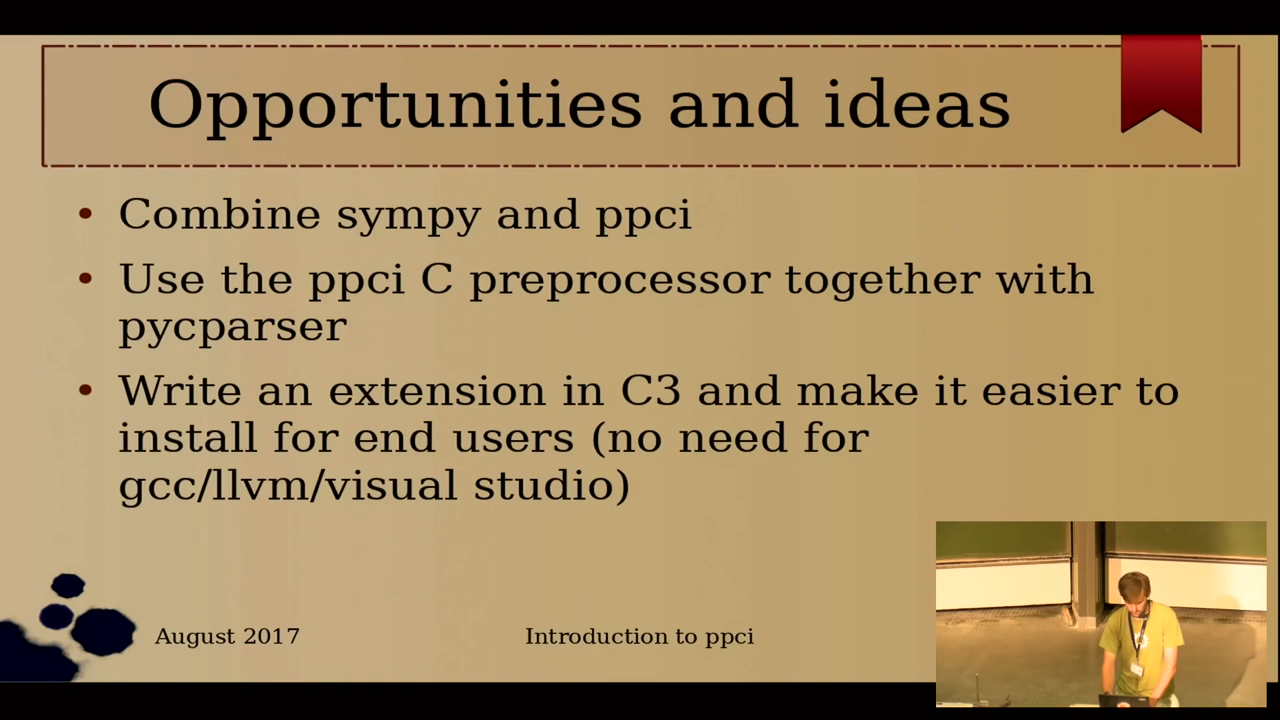 Opportunities and ideas
• Combine sympy and ppci
• Use the ppci C preprocessor together with
pycparser
• Write an extension in C3 and make it easier to
install for end users (no need for
gcc/llvm/visual studio)
August 2017
Introduction to ppci